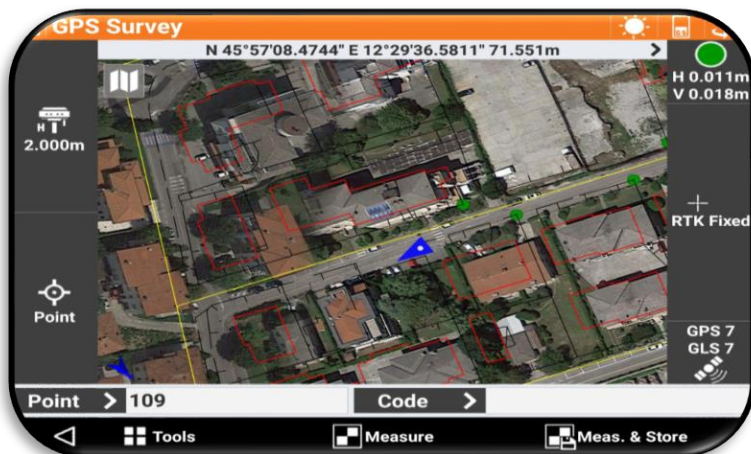 GPS Survey
N 45°57'08.4744" E 12°29'36.5811" 71.551m
H 0.011m
V 0.018m
H
2.000m
RTK Fixed
Point
GPS 7
GLS 7
Point 109 Code
Tools Measure Meas. & Store